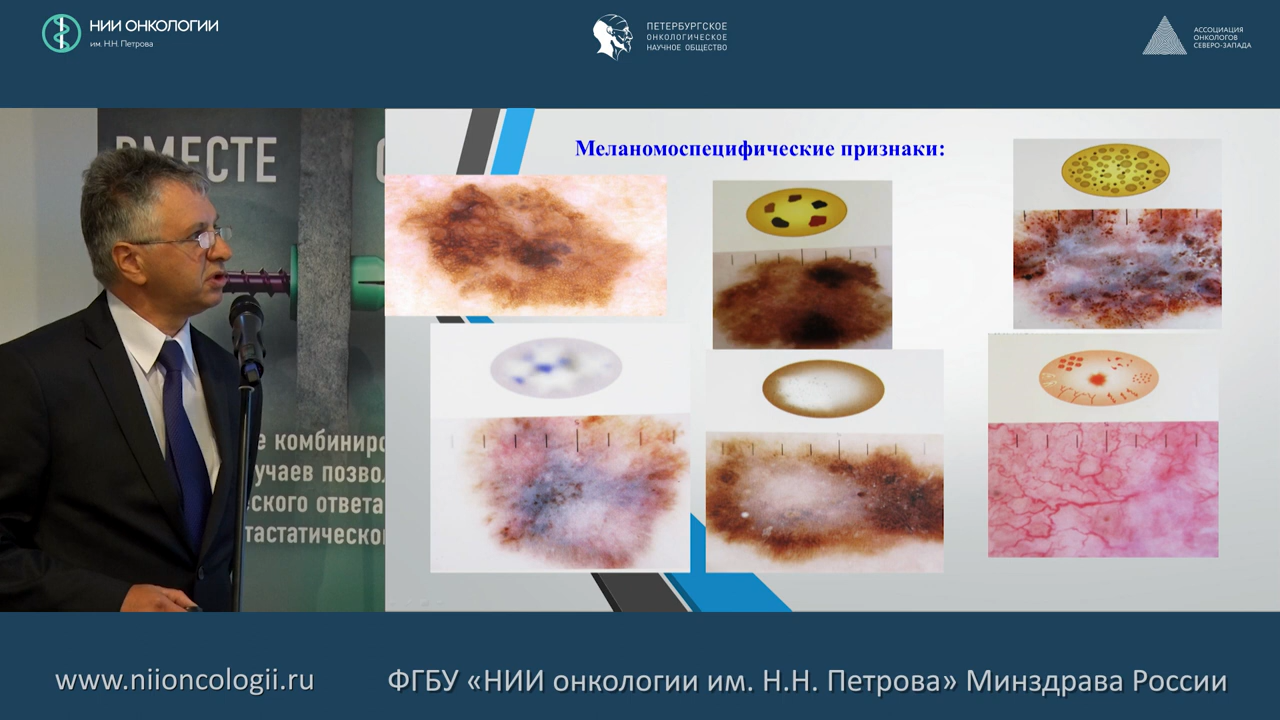 НИИ ОНКОЛОГИИ
им. Н.Н. Петрова
ПЕТЕРБУРГСКОЕ
ОНКОЛОГИЧЕСКОЕ
НАУЧНОЕ ОБЩЕСТВО
АССОЦИАЦИЯ
ОНКОЛОГОВ
СЕВЕРО-ЗАПАДА
ВМЕСТЕ
С
е комбиниро
учаев позво
еского ответа
тастатическо
Меланомоспецифические признаки:
www.niioncologii.ru
ФГБУ «НИИ онкологии им. Н.Н. Петрова» Минздрава России